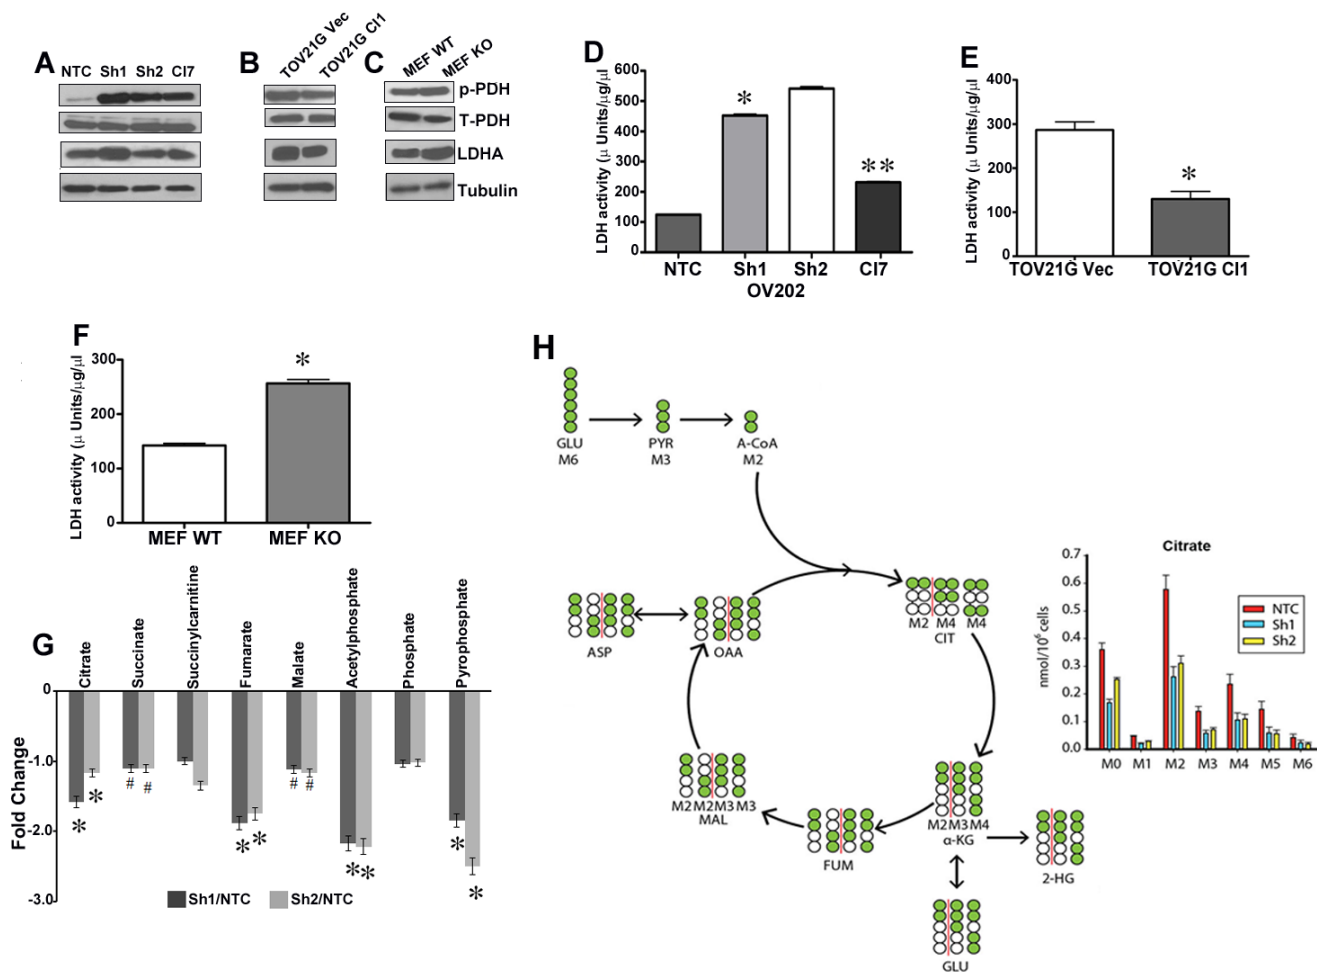 A
NTC Sh1 Sh2 Cl7
B
TOV21G Vec
TOV21G Cl1
C
MEF WT
MEF KO
p-PDH
T-PDH
LDHA
Tubulin
D
LDH activity (µ Units/µg/µl
600
500
400
300
200
100
0
*
**
NTC Sh1 Sh2 Cl7
OV202
E
LDH activity (µ Units/µg/µl
400
300
200
100
0
*
TOV21G Vec TOV21G Cl1
F
LDH activity (µ Units/µg/µl
300
200
100
0
*
MEF WT MEF KO
G
Citrate
Succinate
Succinylcarnitine
Fumarate
Malate
Acetylphosphate
Phosphate
Pyrophosphate
Fold Change
0
-1.0
-2.0
-3.0
* * # # * * # # * * * *
Sh1/NTC Sh2/NTC
H
GLU
M6
PYR
M3
A-CoA
M2
M2 M4 M4
CIT
ASP
OAA
M2 M2 M3 M3
MAL
FUM
M2 M3 M4
α-KG
2-HG
GLU
Citrate
nmol/10⁶ cells
0.7
0.6
0.5
0.3
0.2
0.1
0.0
NTC
Sh1
Sh2
M0 M1 M2 M3 M4 M5 M6